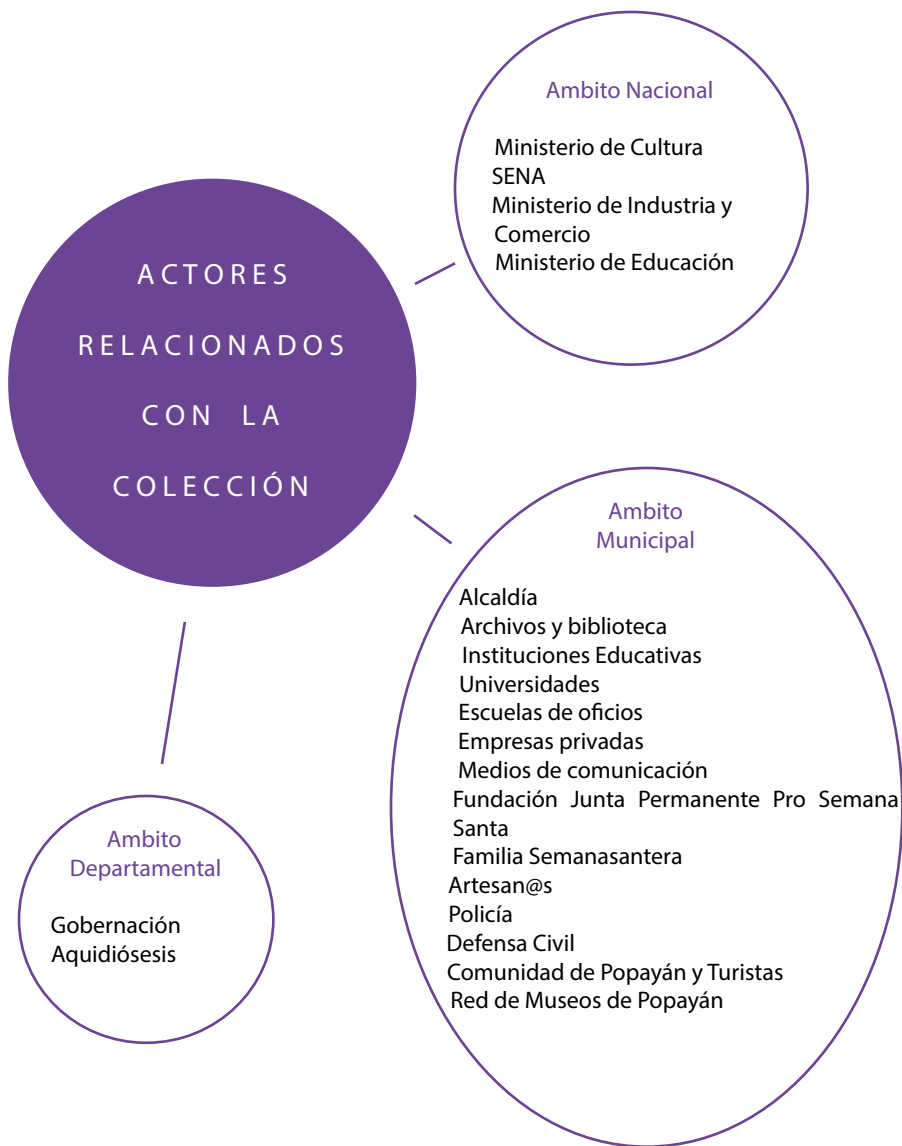 ACTORES
RELACIONADOS
CON LA
COLECCIÓN
Ambito Nacional
Ministerio de Cultura
SENA
Ministerio de Industria y
Comercio
Ministerio de Educación
Ambito
Municipal
Alcaldía
Archivos y biblioteca
Instituciones Educativas
Universidades
Escuelas de oficios
Empresas privadas
Medios de comunicación
Fundación Junta Permanente Pro Semana
Santa
Familia Semanasantera
Artesan@s
Policía
Defensa Civil
Comunidad de Popayán y Turistas
Red de Museos de Popayán
Ambito
Departamental
Gobernación
Aquidiósesis